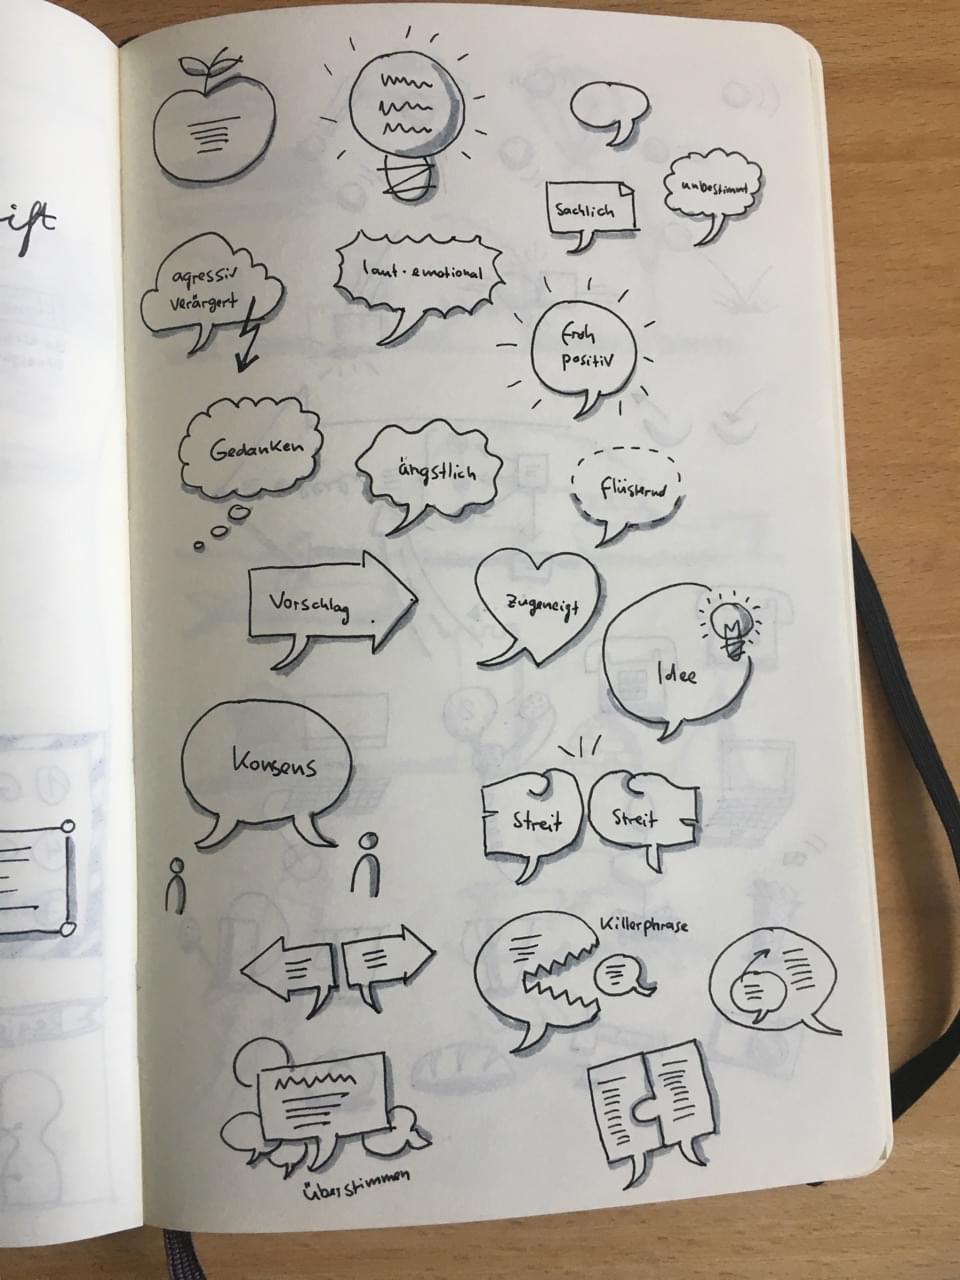 ift
unbestimmt
Sachlich
agressiv
verärgert
laut · emotional
froh
positiv
Gedanken
ängstlich
flüsternd
Vorschlag
Zugeneigt
Idee
Konsens
Streit
Streit
Killerphrase
überstimmen